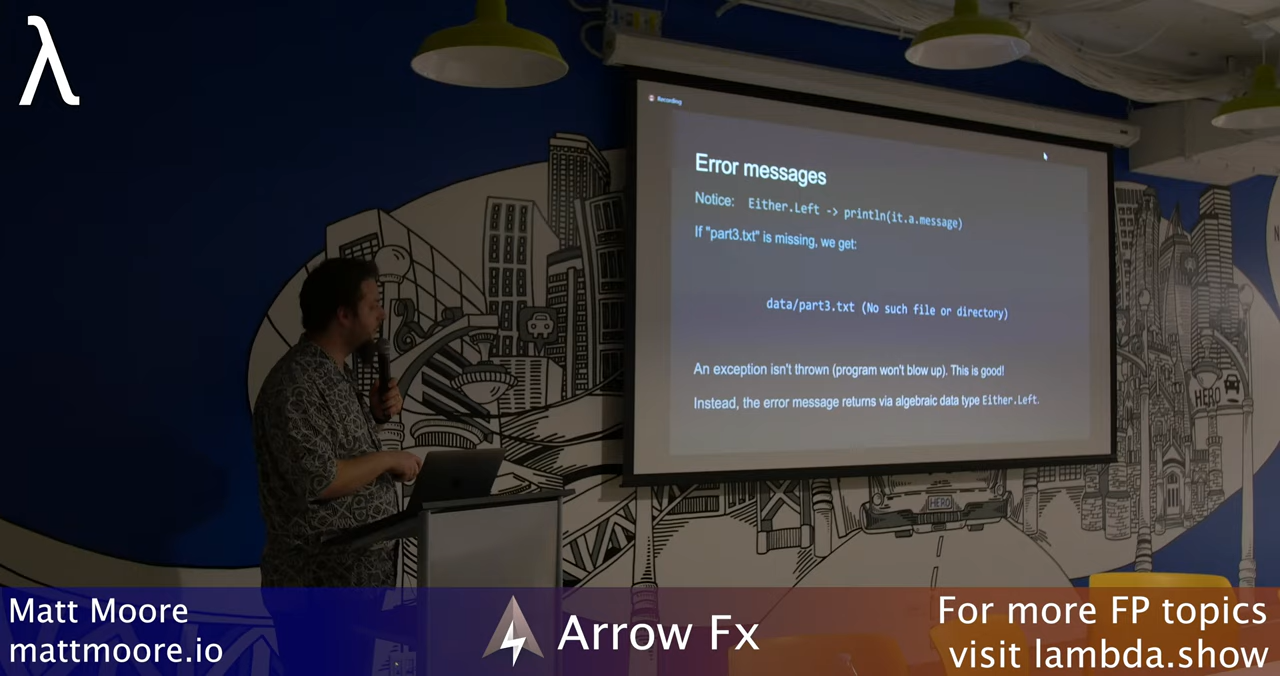 λ
Recording
Error messages
Notice: Either.Left -> println(it.a.message)
If "part3.txt" is missing, we get:
data/part3.txt (No such file or directory)
An exception isn't thrown (program won't blow up). This is good!
Instead, the error message returns via algebraic data type Either.Left.
HERO
HERO
Matt Moore
mattmoore.io
Arrow Fx
For more FP topics
visit lambda.show